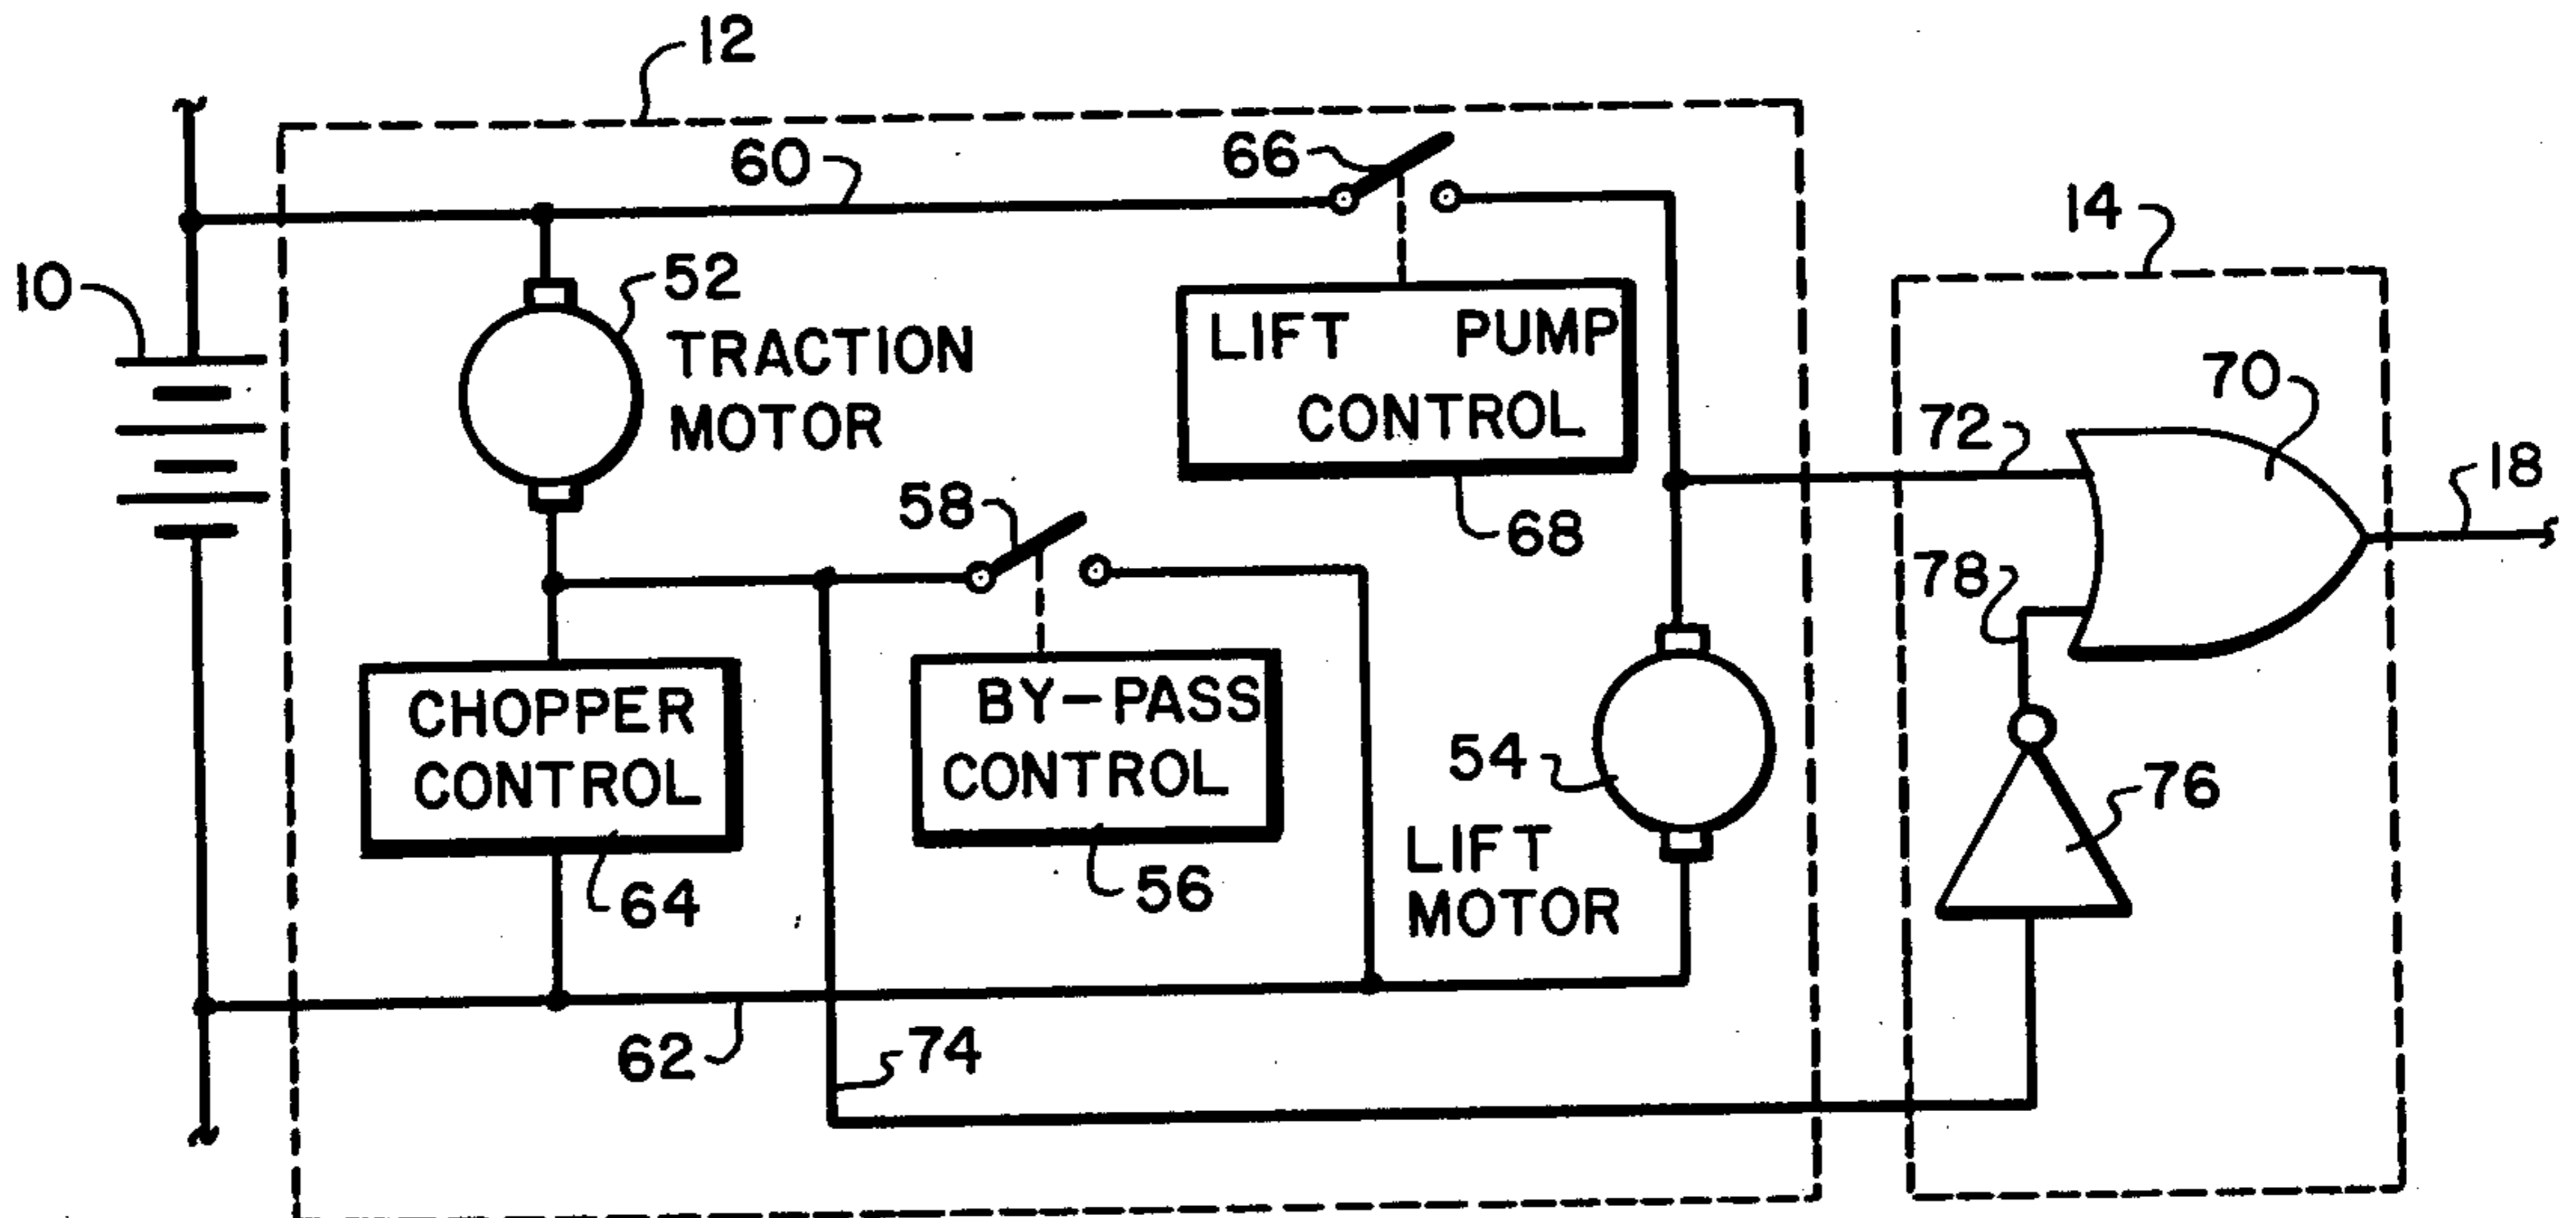 12
60
66
14
10
52
TRACTION
MOTOR
LIFT PUMP
CONTROL
70
72
18
58
68
78
CHOPPER
CONTROL
BY-PASS
CONTROL
54
76
64
56
LIFT
MOTOR
62
74